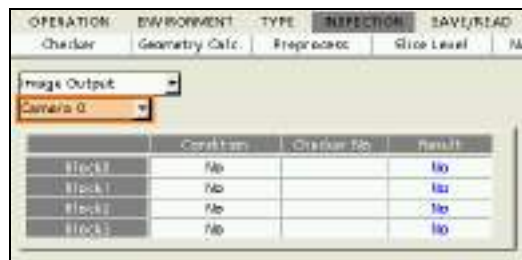 OPERATION ENVIRONMENT TYPE INSPECTION SAVE/READ
Checker Geometry Calc. Preprocess Slice Level
Image Output
Camera 0
Condition Checker No Result
Block0 No No
Block1 No No
Block2 No No
Block3 No No